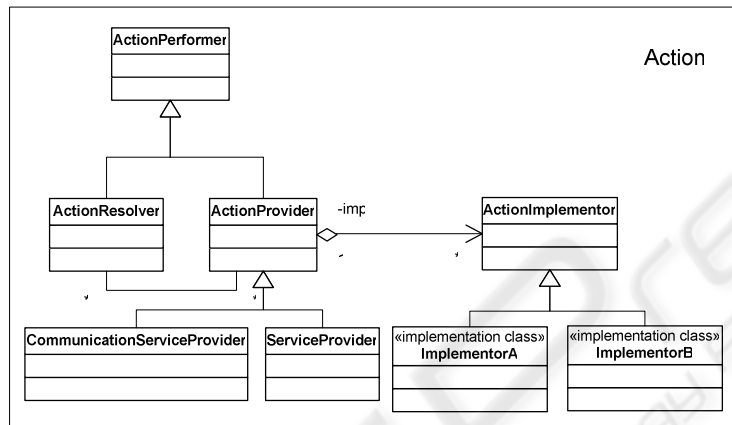 ActionPerformer
Action
ActionResolver
ActionProvider
-imp
ActionImplementor
*
*
*
CommunicationServiceProvider
ServiceProvider
«implementation class»
ImplementorA
«implementation class»
ImplementorB